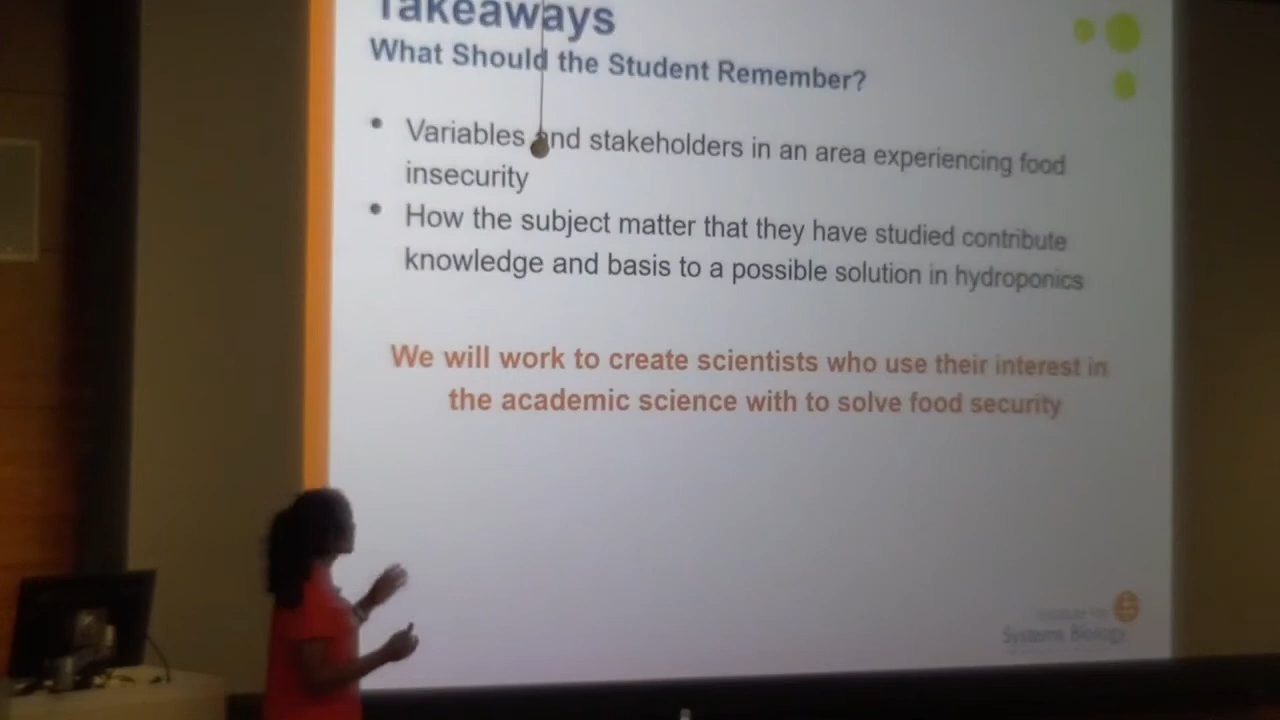 Takeaways
What Should the Student Remember?
• Variables and stakeholders in an area experiencing food
insecurity
• How the subject matter that they have studied contribute
knowledge and basis to a possible solution in hydroponics
We will work to create scientists who use their interest in
the academic science with to solve food security
Institute for
Systems Biology